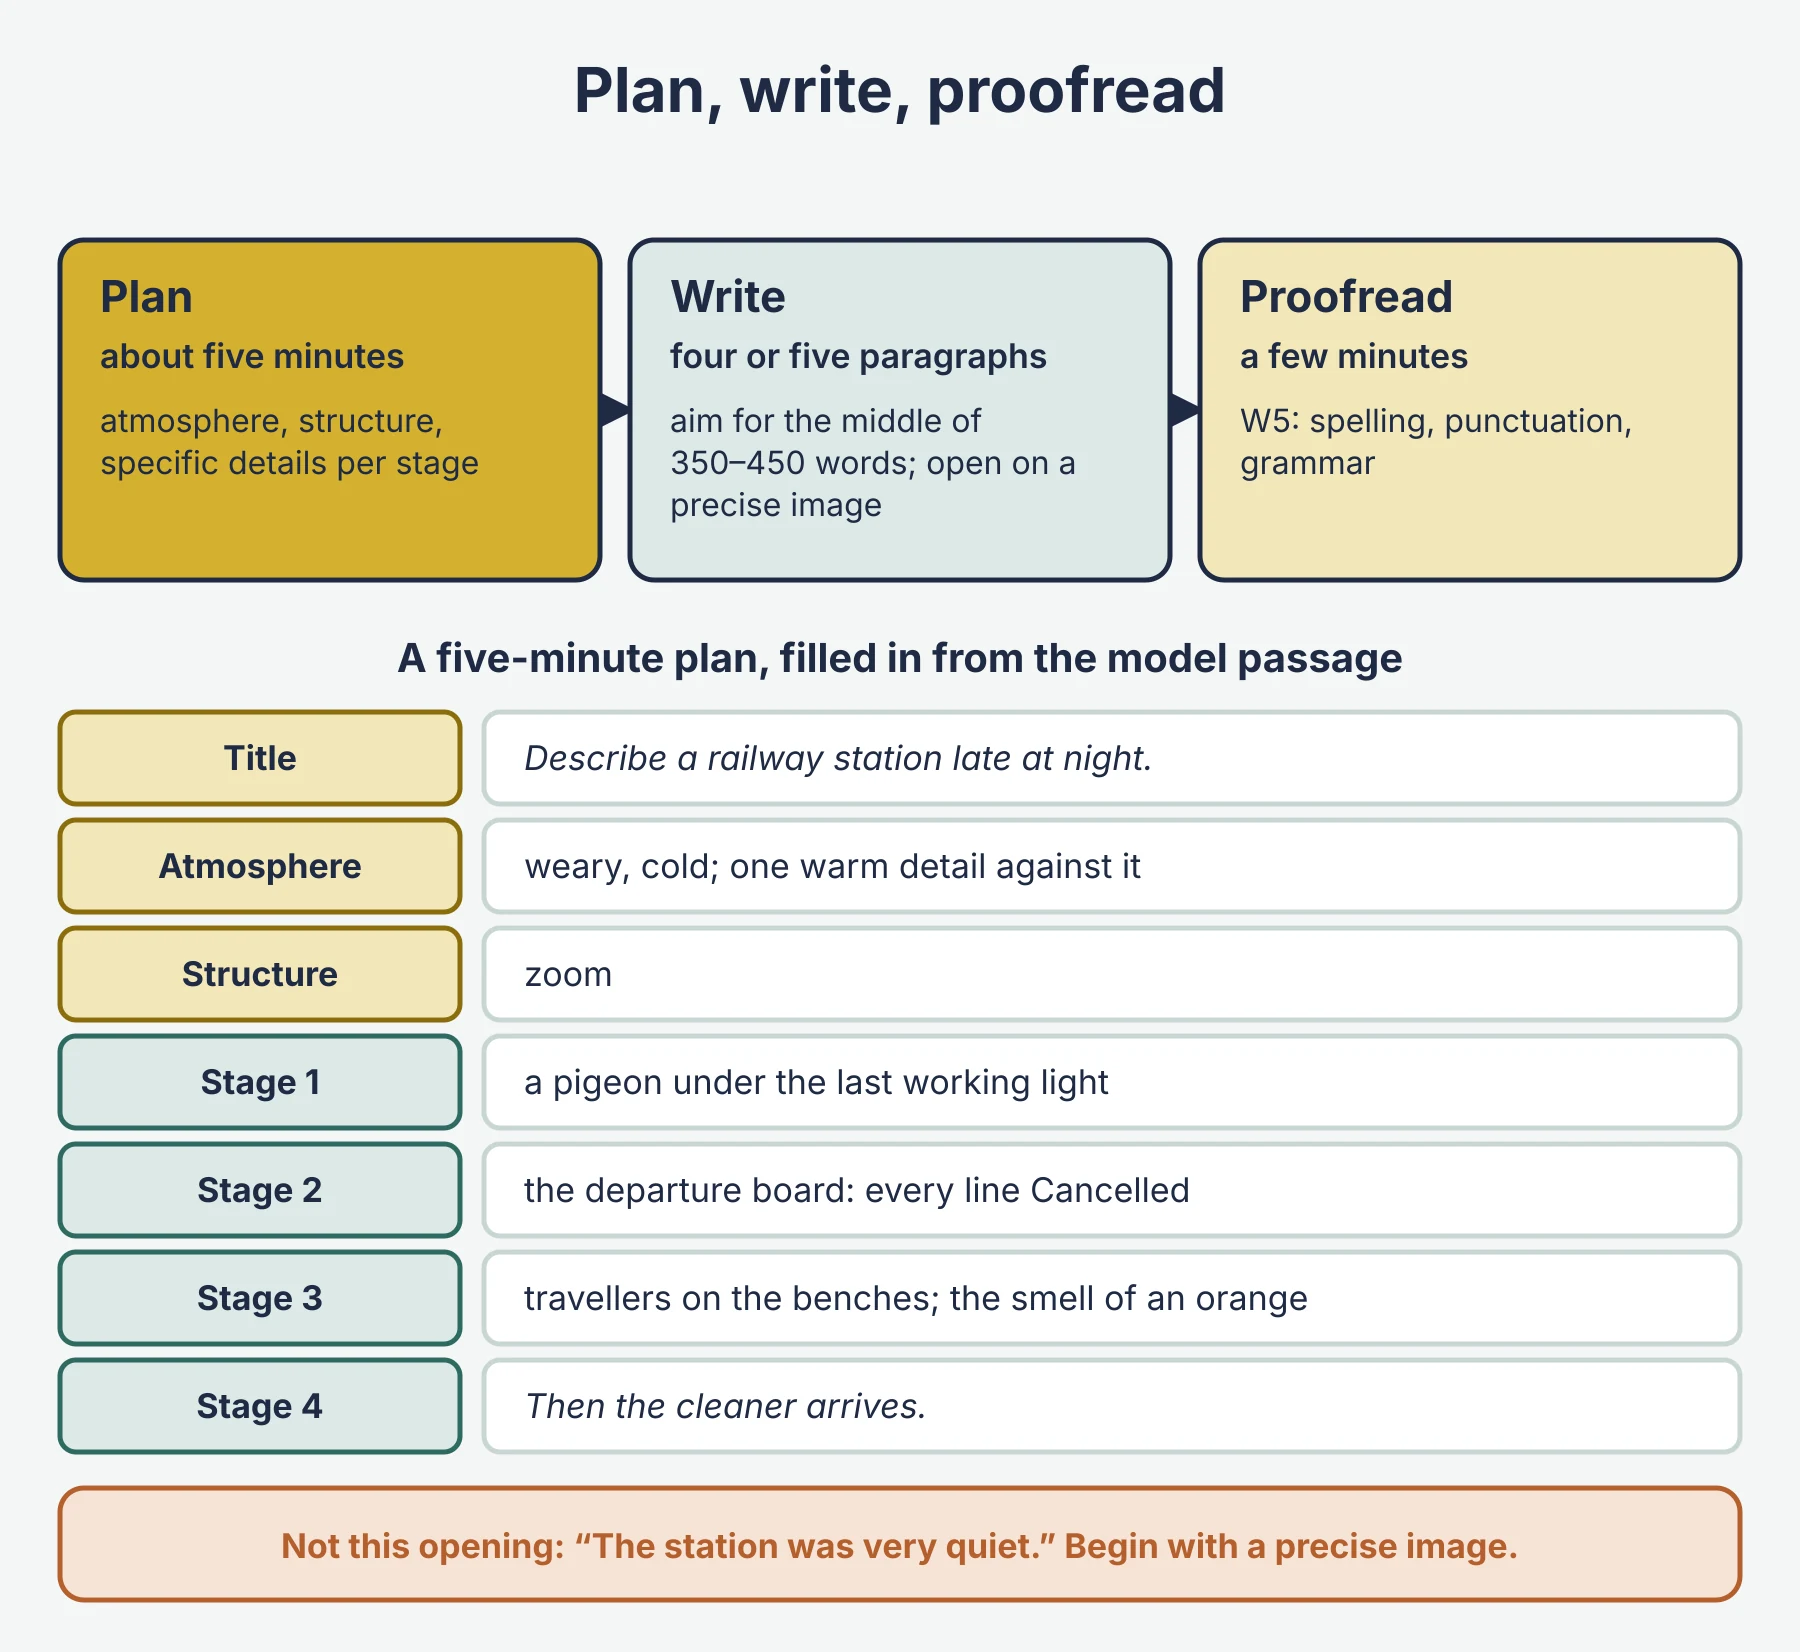 Plan, write, proofread
Plan
about five minutes
atmosphere, structure,
specific details per stage
Write
four or five paragraphs
aim for the middle of
350–450 words; open on a
precise image
Proofread
a few minutes
W5: spelling, punctuation,
grammar
A five-minute plan, filled in from the model passage
Title
Describe a railway station late at night.
Atmosphere
weary, cold; one warm detail against it
Structure
zoom
Stage 1
a pigeon under the last working light
Stage 2
the departure board: every line Cancelled
Stage 3
travellers on the benches; the smell of an orange
Stage 4
Then the cleaner arrives.
Not this opening: “The station was very quiet.” Begin with a precise image.